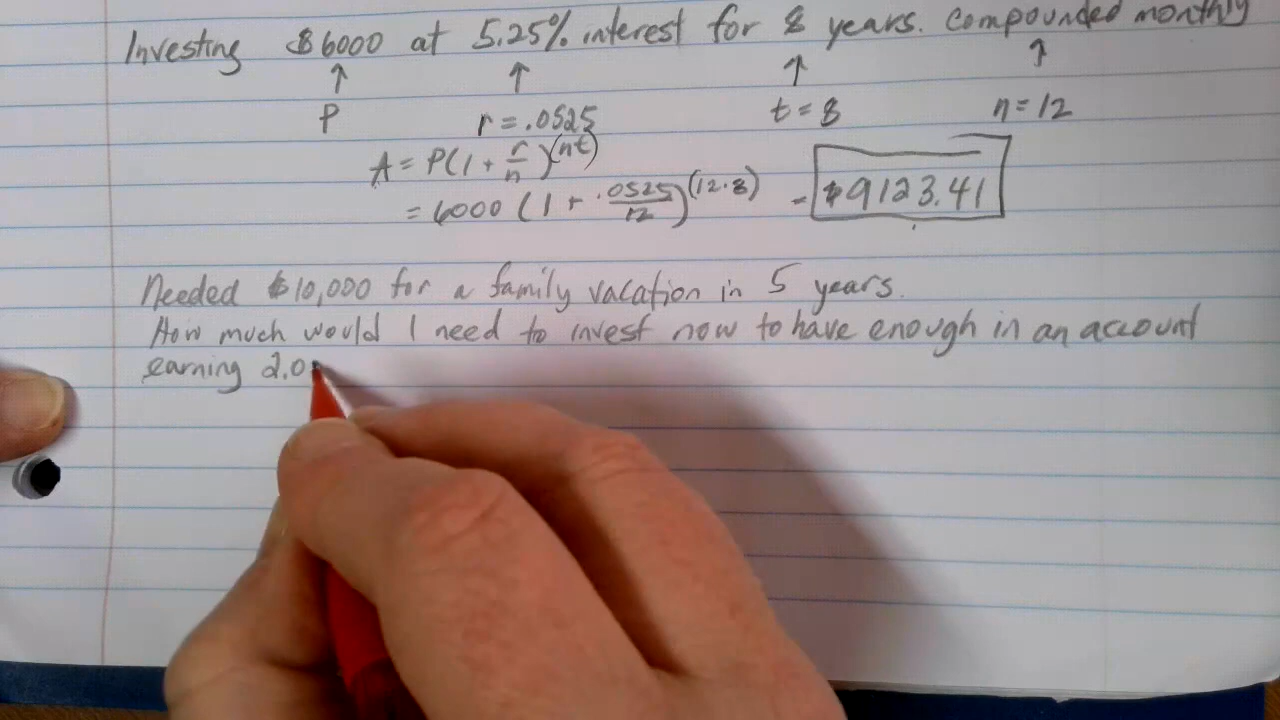 Investing $6000 at 5.25% interest for 8 years. compounded monthly
↑ ↑ ↑ ↑
P r = .0525 t = 8 n = 12
A = P(1 + r/n)^(nt)
= 6000 (1 + .0525/12)^(12·8) = $9123.41
Needed $10,000 for a family vacation in 5 years.
How much would I need to invest now to have enough in an account
earning 2.0